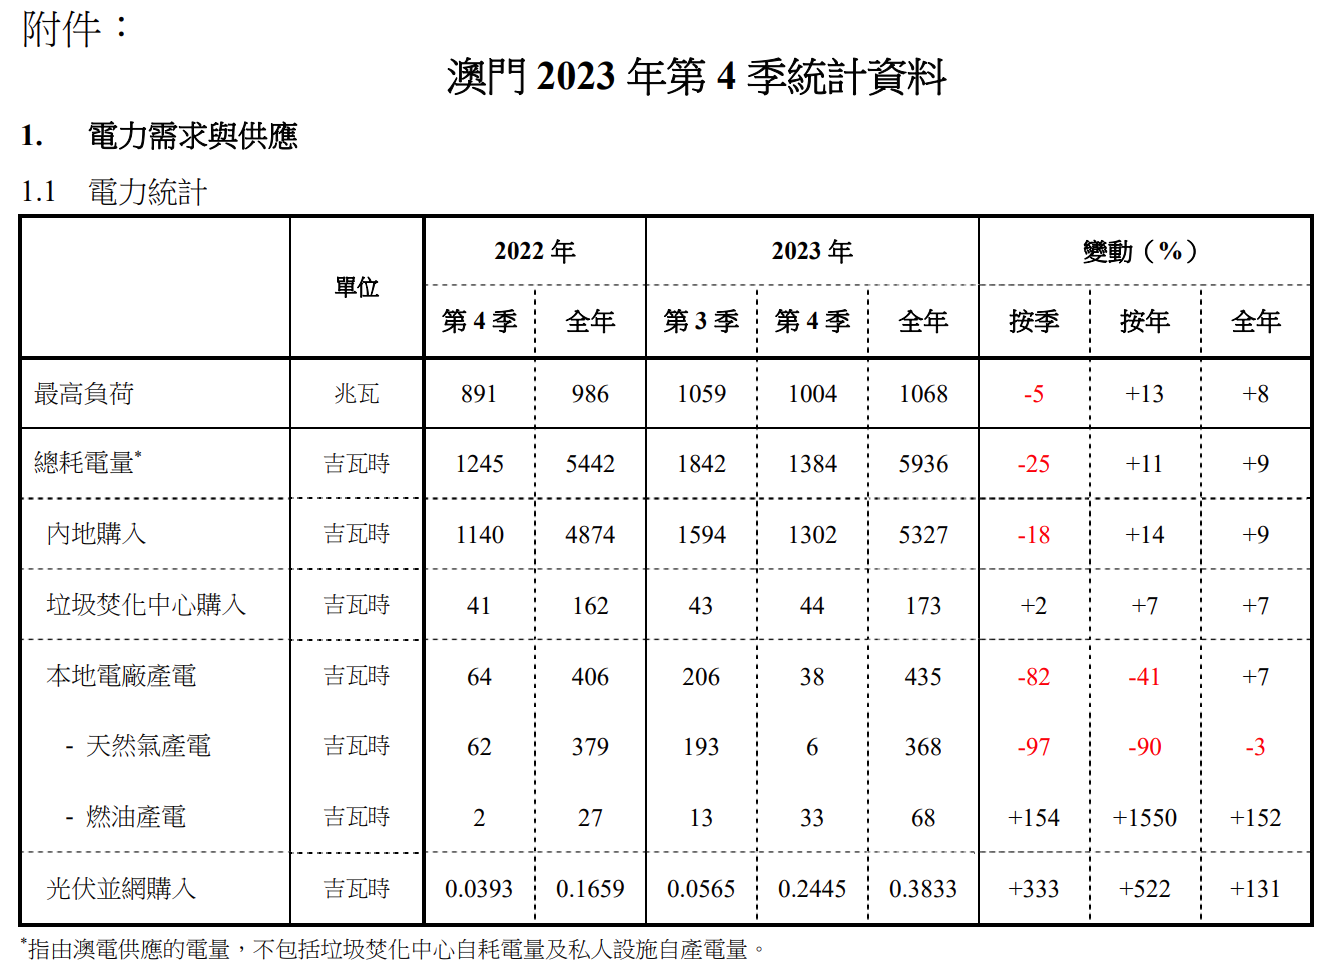 附件：
澳門 2023 年第 4 季統計資料
1. 電力需求與供應
1.1 電力統計
單位 2022 年 2023 年 變動（%）
第 4 季 全年 第 3 季 第 4 季 全年 按季 按年 全年
最高負荷 兆瓦 891 986 1059 1004 1068 -5 +13 +8
總耗電量* 吉瓦時 1245 5442 1842 1384 5936 -25 +11 +9
內地購入 吉瓦時 1140 4874 1594 1302 5327 -18 +14 +9
垃圾焚化中心購入 吉瓦時 41 162 43 44 173 +2 +7 +7
本地電廠產電 吉瓦時 64 406 206 38 435 -82 -41 +7
- 天然氣產電 吉瓦時 62 379 193 6 368 -97 -90 -3
- 燃油產電 吉瓦時 2 27 13 33 68 +154 +1550 +152
光伏並網購入 吉瓦時 0.0393 0.1659 0.0565 0.2445 0.3833 +333 +522 +131
*指由澳電供應的電量，不包括垃圾焚化中心自耗電量及私人設施自產電量。